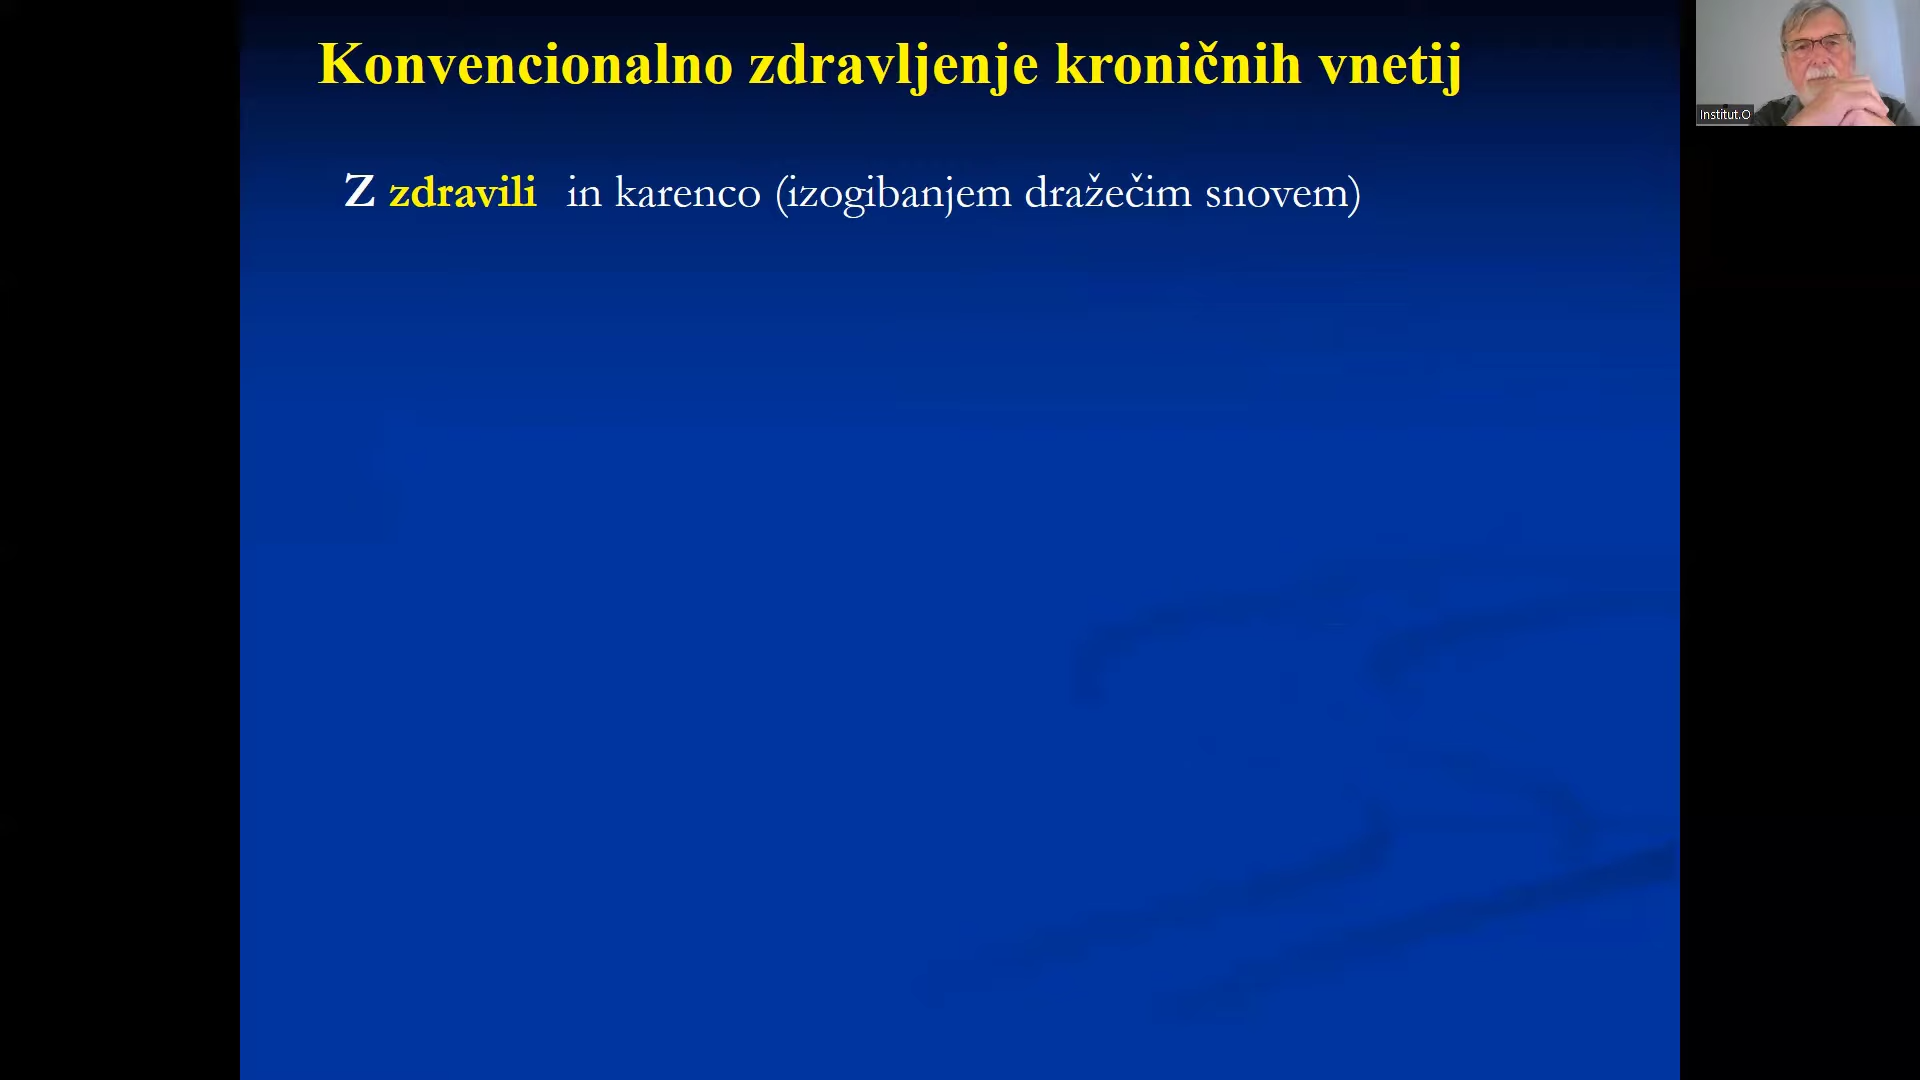 Konvencionalno zdravljenje kroničnih vnetij
Z zdravili in karenco (izogibanjem dražečim snovem)
Institut.O